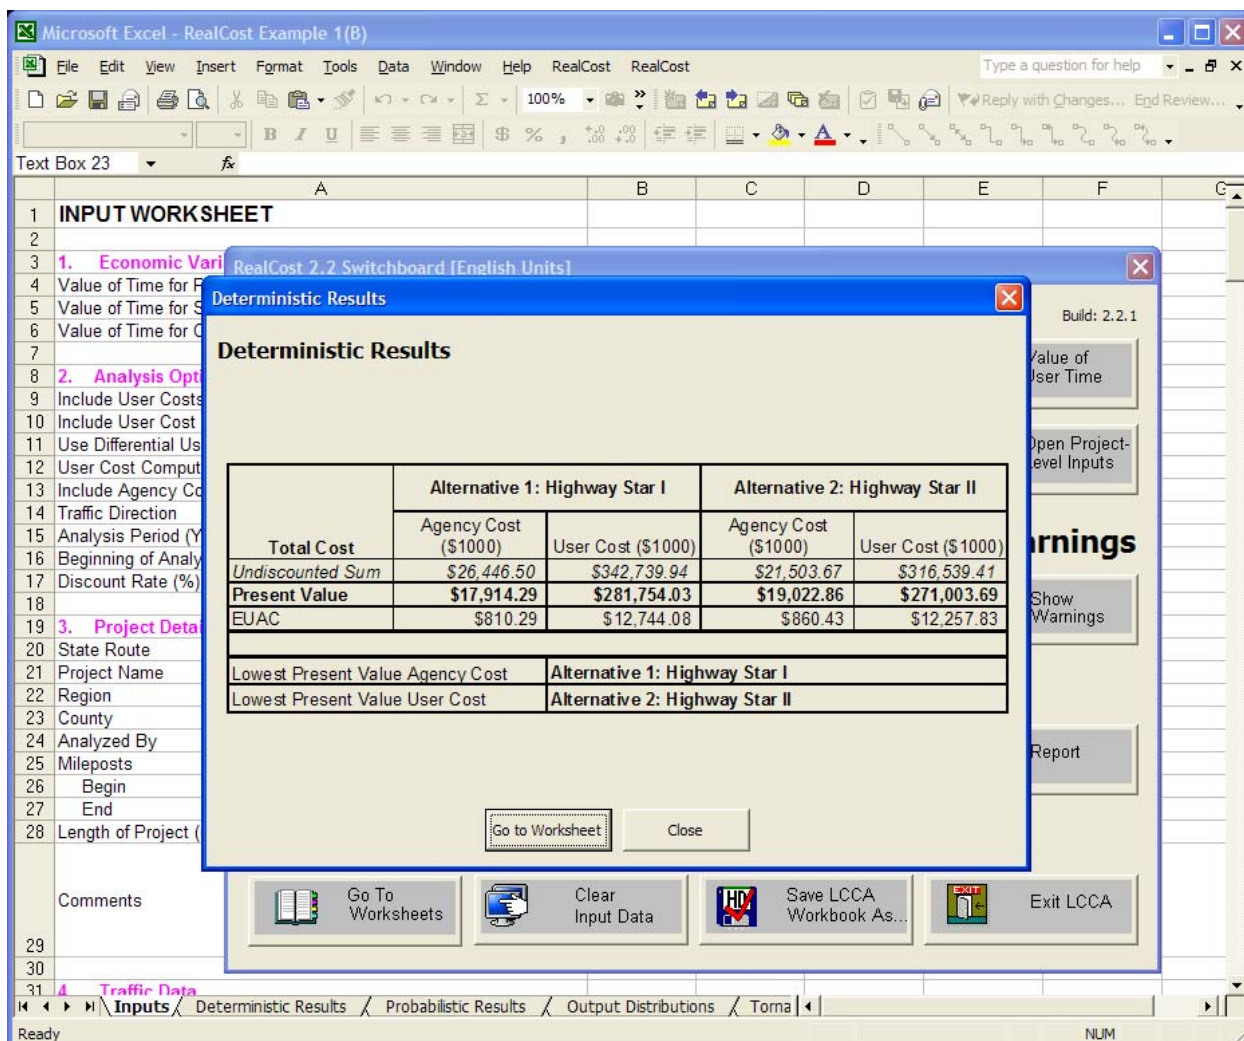 Microsoft Excel - RealCost Example 1(B)
File Edit View Insert Format Tools Data Window Help RealCost RealCost Type a question for help
100% Reply with Changes... End Review...
B I U $ % ,
Text Box 23 fx
A B C D E F G
1 INPUT WORKSHEET
2
3 1. Economic Vari
RealCost 2.2 Switchboard [English Units]
4 Value of Time for P
Deterministic Results
5 Value of Time for S
Build: 2.2.1
6 Value of Time for C
7
Deterministic Results
Value of
User Time
8 2. Analysis Opti
9 Include User Costs
10 Include User Cost
11 Use Differential Us
Open Project-
Level Inputs
12 User Cost Comput
13 Include Agency Co
Alternative 1: Highway Star I Alternative 2: Highway Star II
14 Traffic Direction
15 Analysis Period (Y
Total Cost Agency Cost ($1000) User Cost ($1000) Agency Cost ($1000) User Cost ($1000)
rnings
16 Beginning of Analy
Undiscounted Sum $26,446.50 $342,739.94 $21,503.67 $316,539.41
17 Discount Rate (%)
Present Value $17,914.29 $281,754.03 $19,022.86 $271,003.69
Show
Warnings
18
EUAC $810.29 $12,744.08 $860.43 $12,257.83
19 3. Project Detai
20 State Route
21 Project Name
Lowest Present Value Agency Cost Alternative 1: Highway Star I
22 Region
Lowest Present Value User Cost Alternative 2: Highway Star II
23 County
24 Analyzed By
Report
25 Mileposts
26 Begin
27 End
28 Length of Project (
Go to Worksheet Close
Comments
Go To
Worksheets
Clear
Input Data
Save LCCA
Workbook As...
EXIT
Exit LCCA
HD
29
30
31 4. Traffic Data
Inputs Deterministic Results Probabilistic Results Output Distributions Torna
Ready NUM